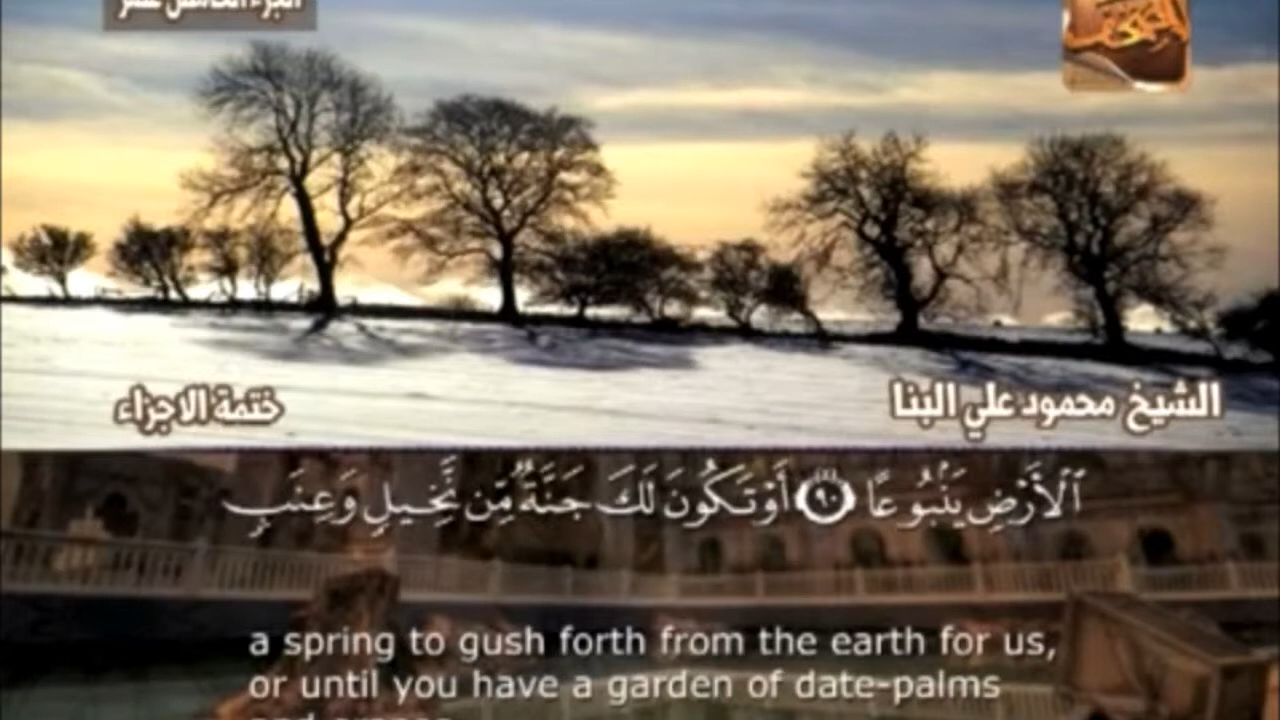 الشيخ محمود علي البنا
ختمة الاجزاء
ٱلْأَرْضِ يَنۢبُوعًا ٩٠ أَوْ تَكُونَ لَكَ جَنَّةٌ مِّن نَّخِيلٍ وَعِنَبٍ
a spring to gush forth from the earth for us,
or until you have a garden of date-palms